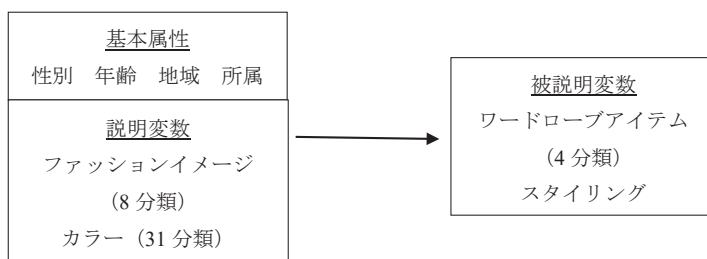 基本属性
性別 年齢 地域 所属
説明変数
ファッションイメージ
(8 分類)
カラー（31 分類）
被説明変数
ワードローブアイテム
(4 分類)
スタイリング